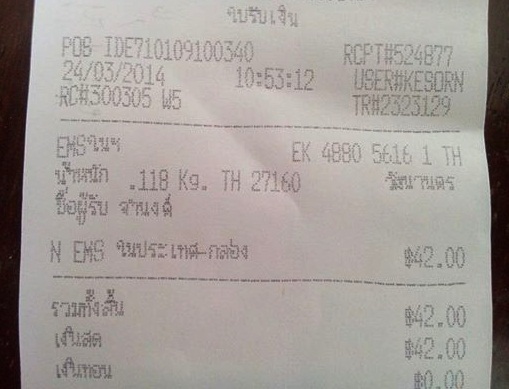 ใบรับเงิน
POS IDE710109100340 RCPT#524877
24/03/2014 10:53:12 USER#KESORN
RC#300305 W5 TR#2323129
EMSในฯ EK 4880 5616 1 TH
น้ำหนัก .118 Kg. TH 27160 วัฒนานคร
ชื่อผู้รับ จำนงค์
N EMS ในประเทศ-กล่อง ฿42.00
รวมทั้งสิ้น ฿42.00
เงินสด ฿42.00
เงินทอน ฿0.00